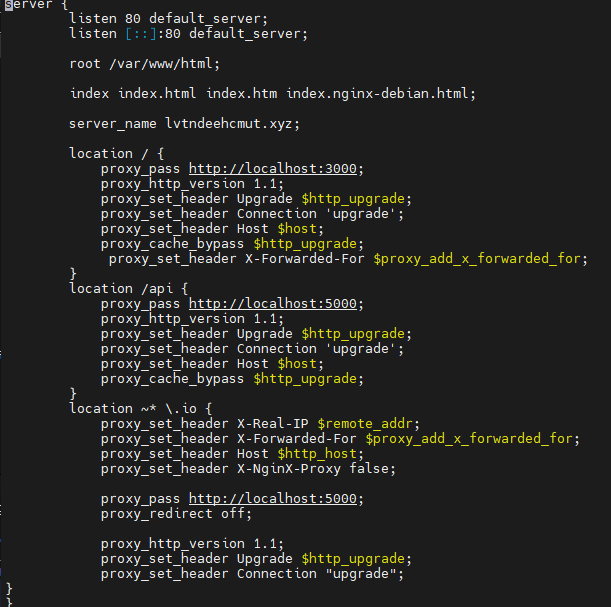 server {
listen 80 default_server;
listen [::]:80 default_server;
root /var/www/html;
index index.html index.htm index.nginx-debian.html;
server_name lvtndeehcmut.xyz;
location / {
proxy_pass http://localhost:3000;
proxy_http_version 1.1;
proxy_set_header Upgrade $http_upgrade;
proxy_set_header Connection 'upgrade';
proxy_set_header Host $host;
proxy_cache_bypass $http_upgrade;
proxy_set_header X-Forwarded-For $proxy_add_x_forwarded_for;
}
location /api {
proxy_pass http://localhost:5000;
proxy_http_version 1.1;
proxy_set_header Upgrade $http_upgrade;
proxy_set_header Connection 'upgrade';
proxy_set_header Host $host;
proxy_cache_bypass $http_upgrade;
}
location ~* \.io {
proxy_set_header X-Real-IP $remote_addr;
proxy_set_header X-Forwarded-For $proxy_add_x_forwarded_for;
proxy_set_header Host $http_host;
proxy_set_header X-NginX-Proxy false;
proxy_pass http://localhost:5000;
proxy_redirect off;
proxy_http_version 1.1;
proxy_set_header Upgrade $http_upgrade;
proxy_set_header Connection "upgrade";
}
}